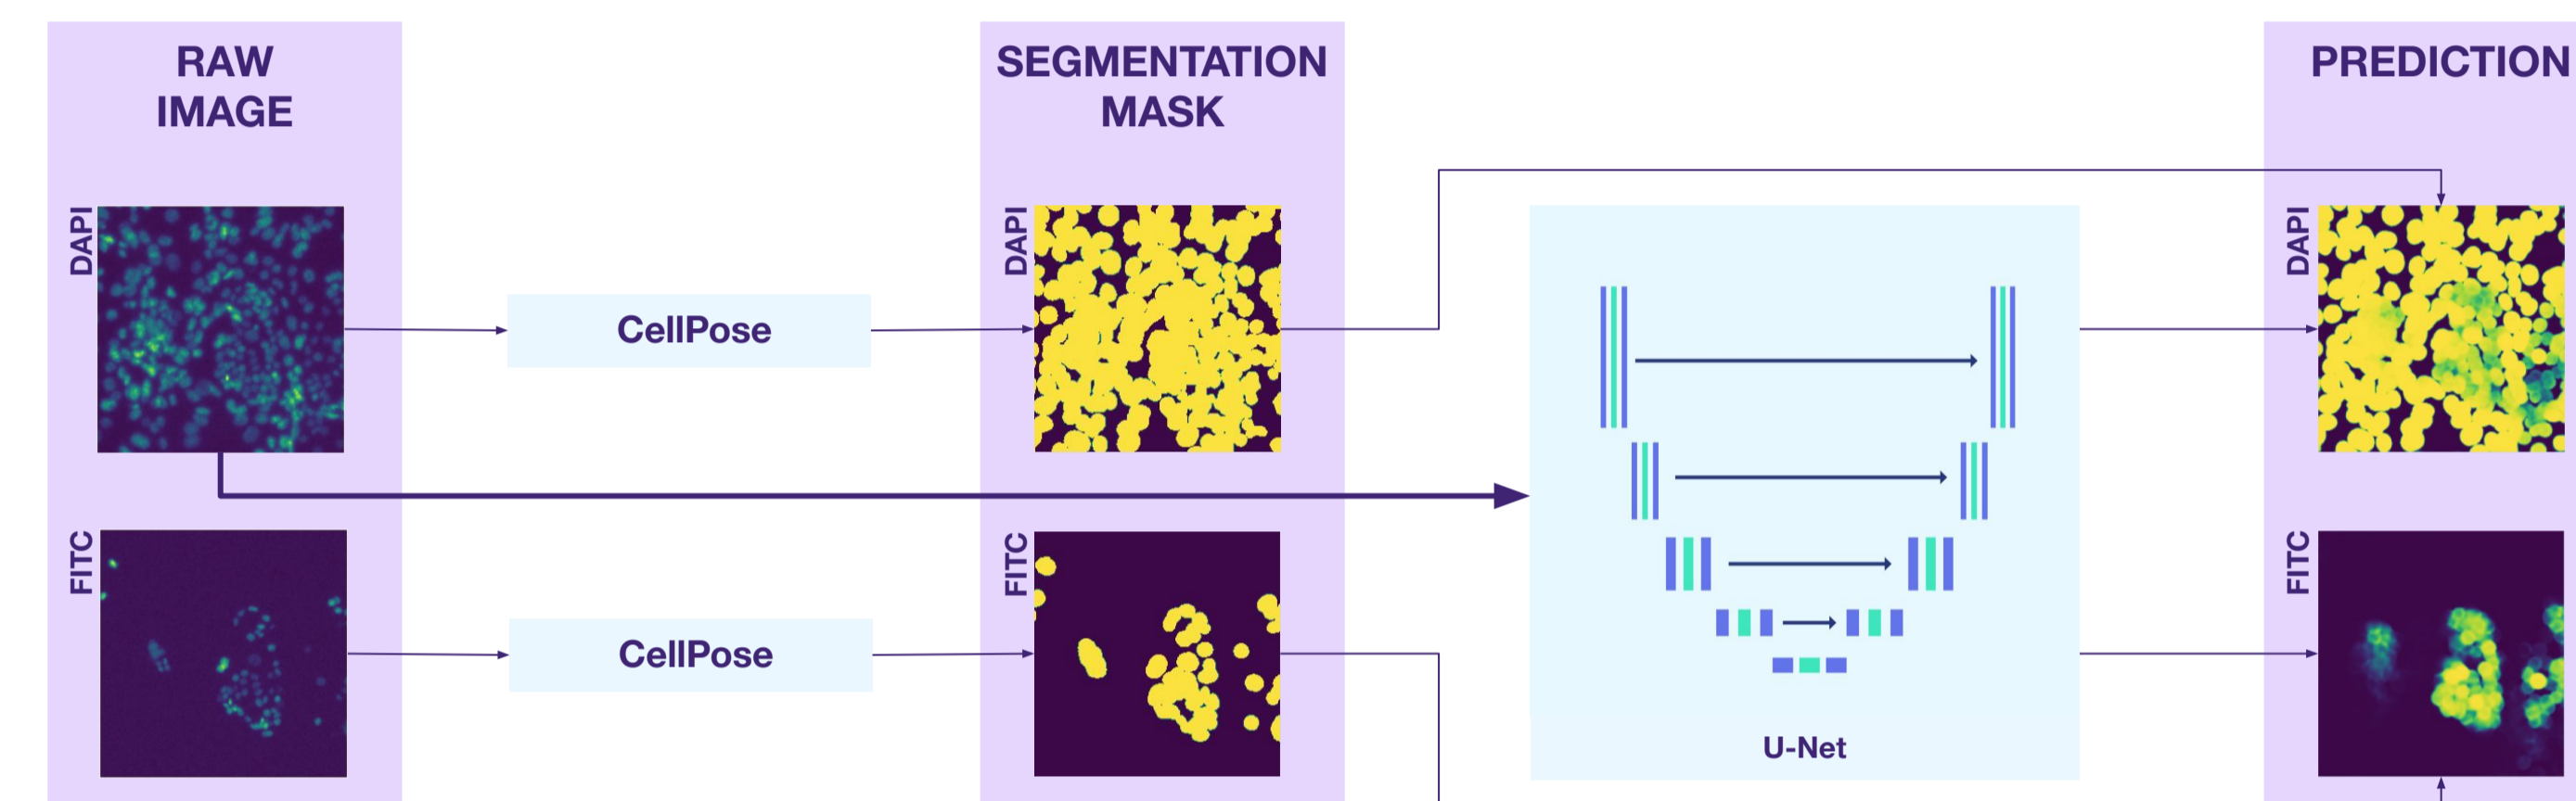 RAW
IMAGE
SEGMENTATION
MASK
PREDICTION
DAPI
CellPose
DAPI
DAPI
FITC
CellPose
FITC
FITC
U-Net